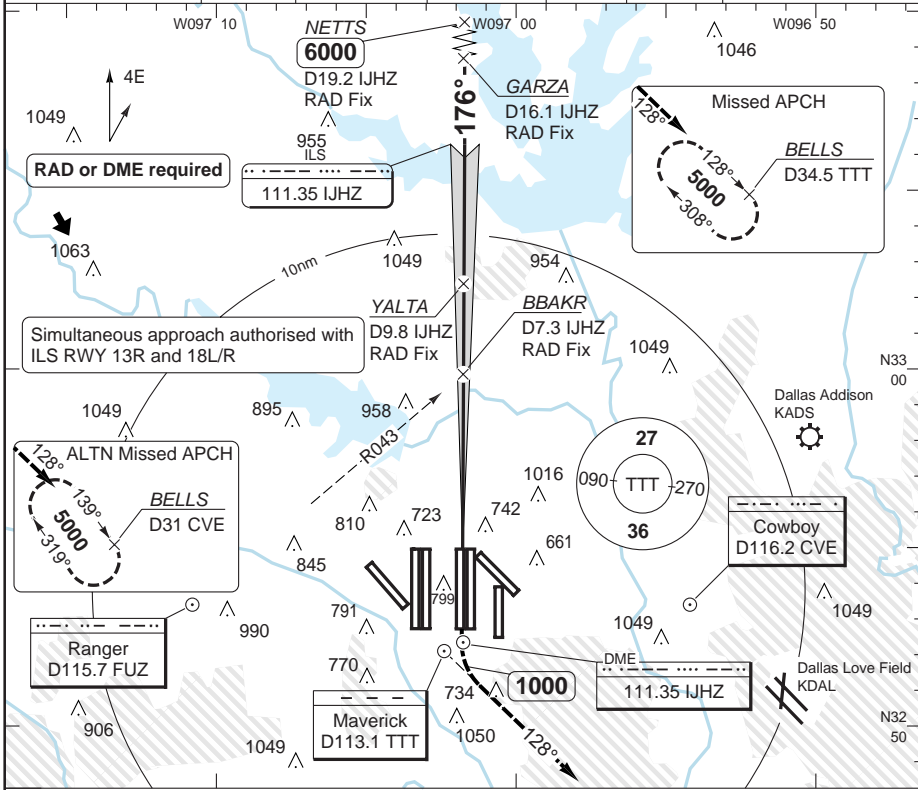 W097 10
W097 00
W096 50
NETTS
6000
D19.2 IJHZ
RAD Fix
1046
4E
GARZA
D16.1 IJHZ
RAD Fix
176°
1049
955
RAD or DME required
ILS
111.35 IJHZ
Missed APCH
128°
128°
5000
308°
BELLS
D34.5 TTT
1063
1049
10nm
954
YALTA
D9.8 IJHZ
RAD Fix
BBAKR
D7.3 IJHZ
RAD Fix
Simultaneous approach authorised with
ILS RWY 13R and 18L/R
1049
N33
00
Dallas Addison
KADS
1049
895
958
R043
ALTN Missed APCH
128°
139°
5000
319°
BELLS
D31 CVE
27
090
TTT
270
36
1016
810
723
742
661
845
Cowboy
D116.2 CVE
799
1049
990
791
1049
Ranger
D115.7 FUZ
770
734
1000
DME
111.35 IJHZ
Dallas Love Field
KDAL
Maverick
D113.1 TTT
906
1050
128°
1049
N32
50